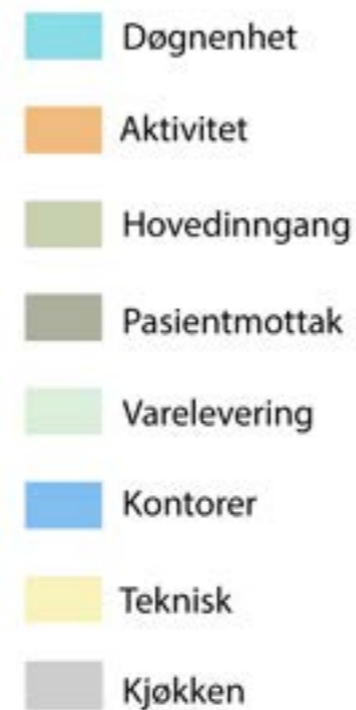 Døgnenhet
Aktivitet
Hovedinngang
Pasientmottak
Varelevering
Kontorer
Teknisk
Kjøkken